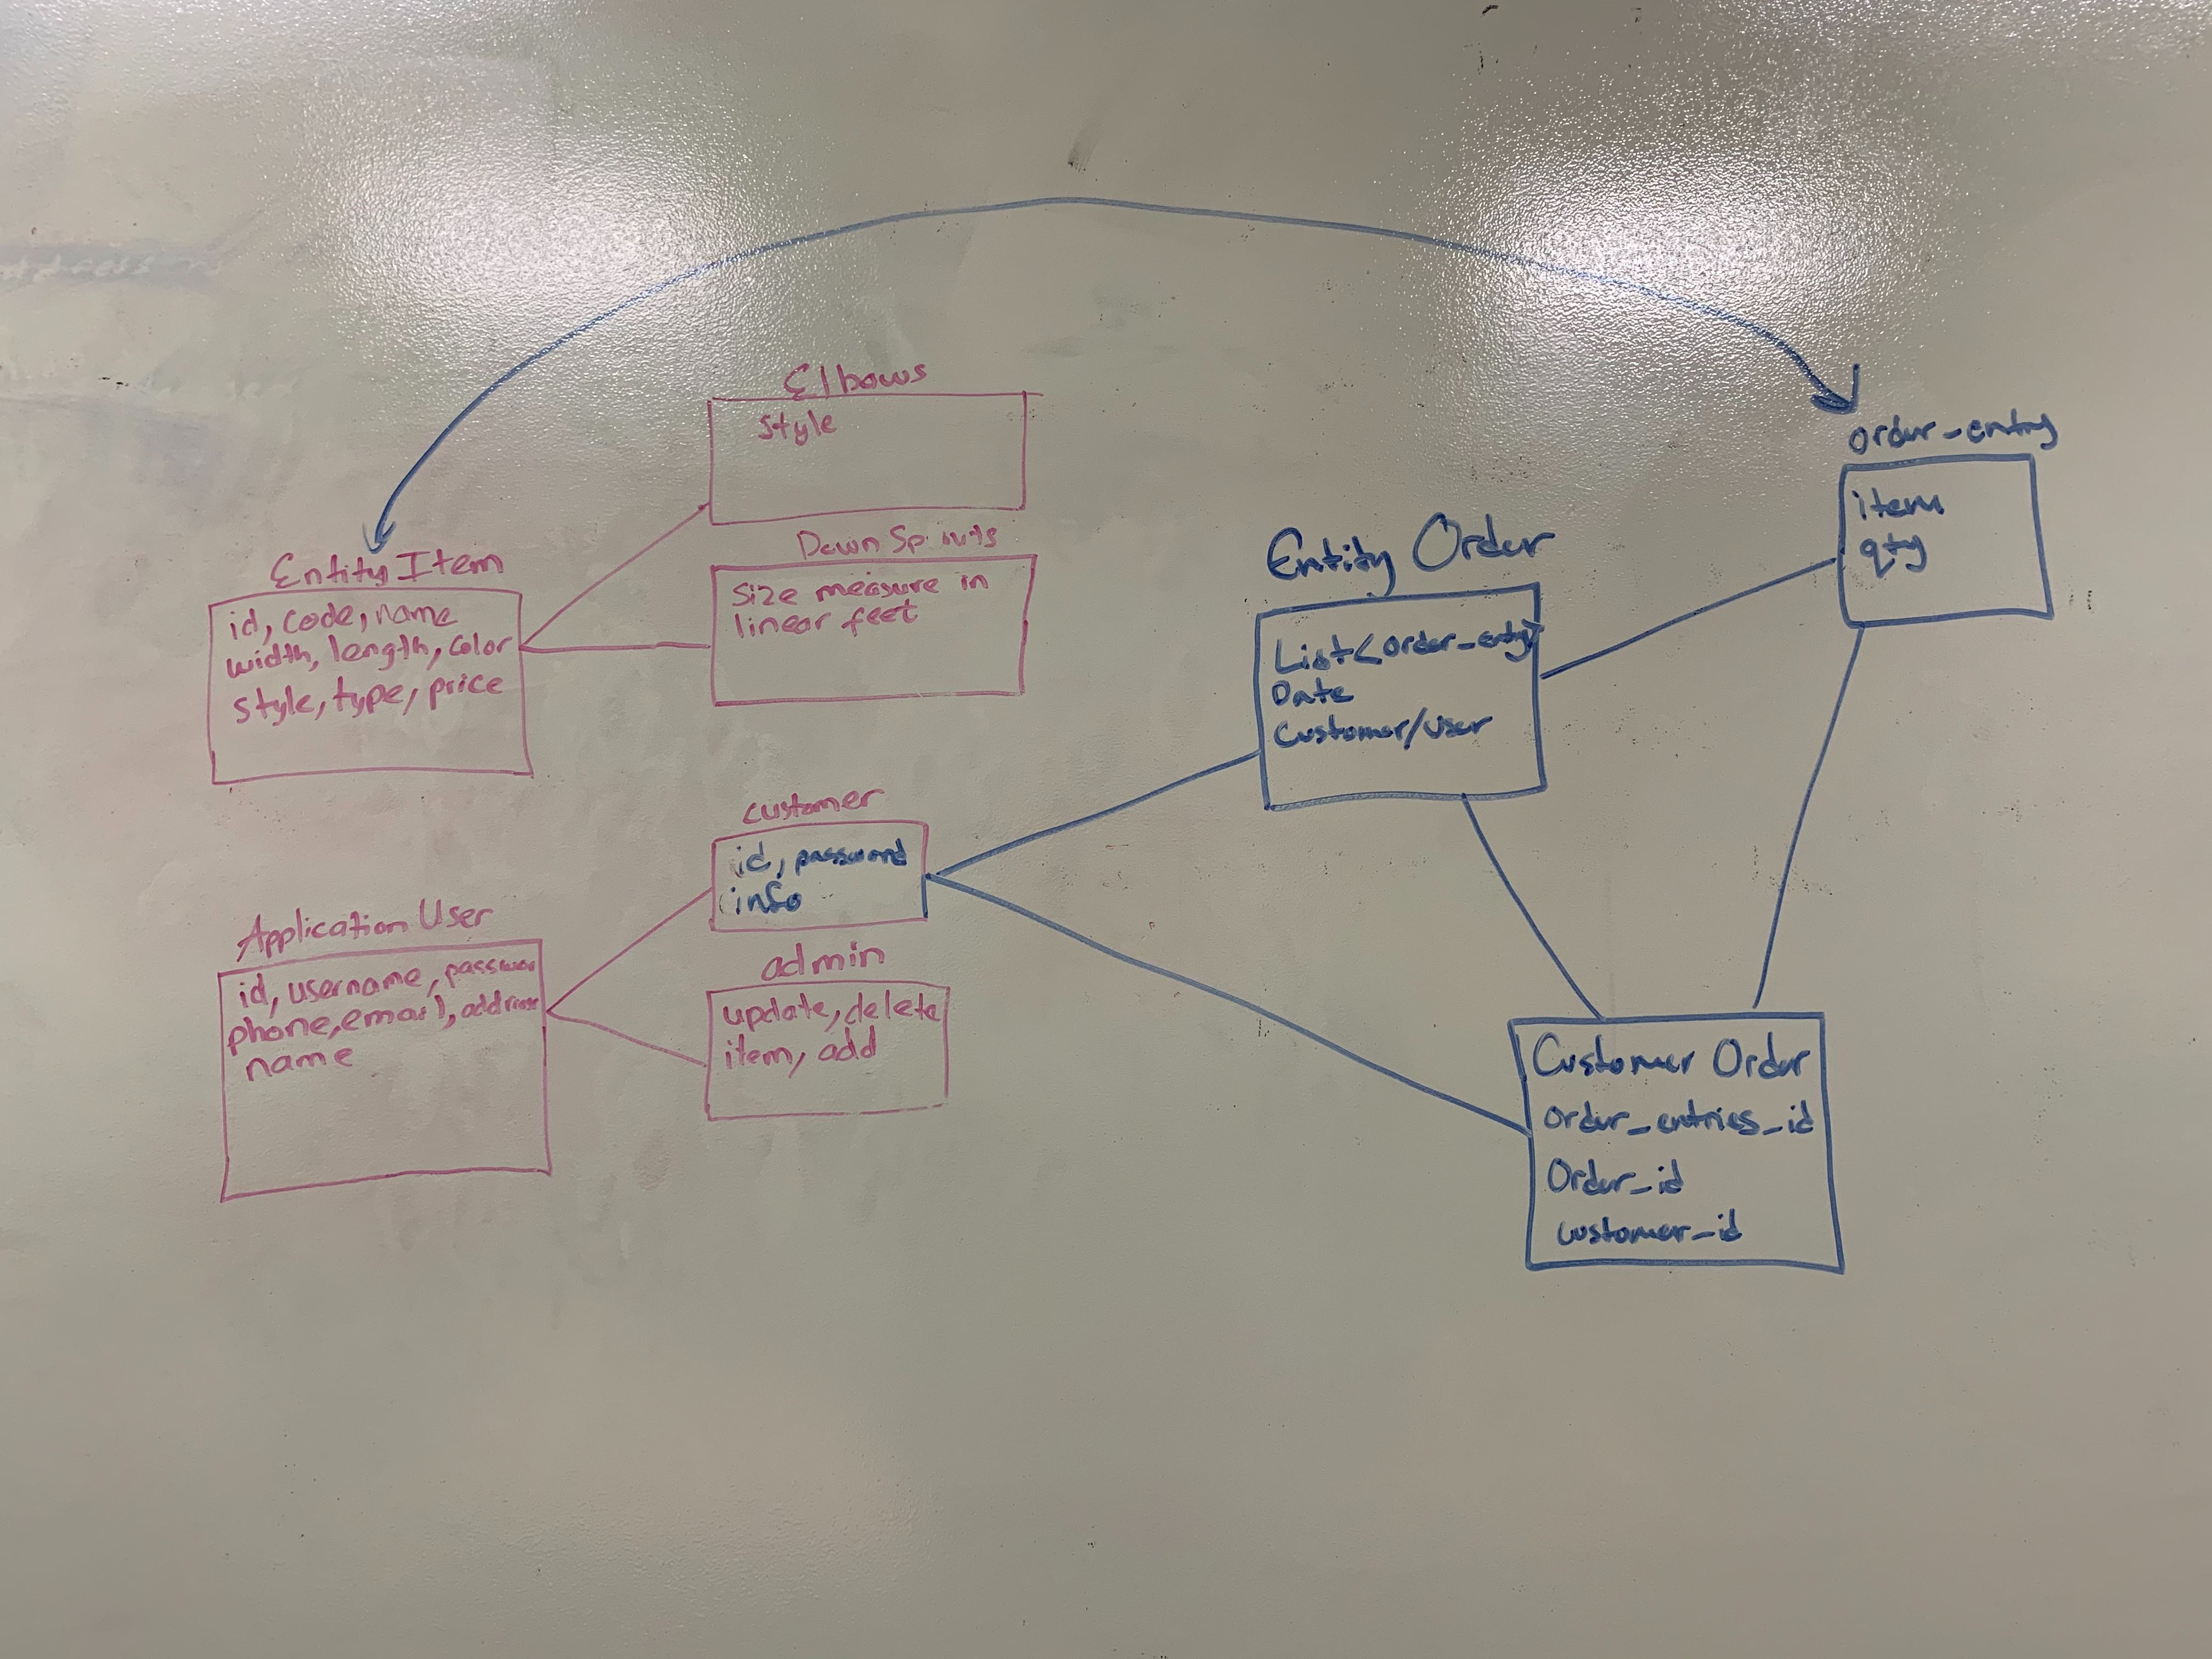 Elbows
style
Down Spouts
Size measure in
linear feet
Entity Item
id, code, name
width, length, color
style, type, price
order_entry
item
qty
Entity Order
List<order_entry
Date
Customer/User
customer
id, password
info
admin
update, delete
item, add
Application User
id, username, passwor
phone, email, address
name
Customer Order
order_entries_id
Order_id
customer_id